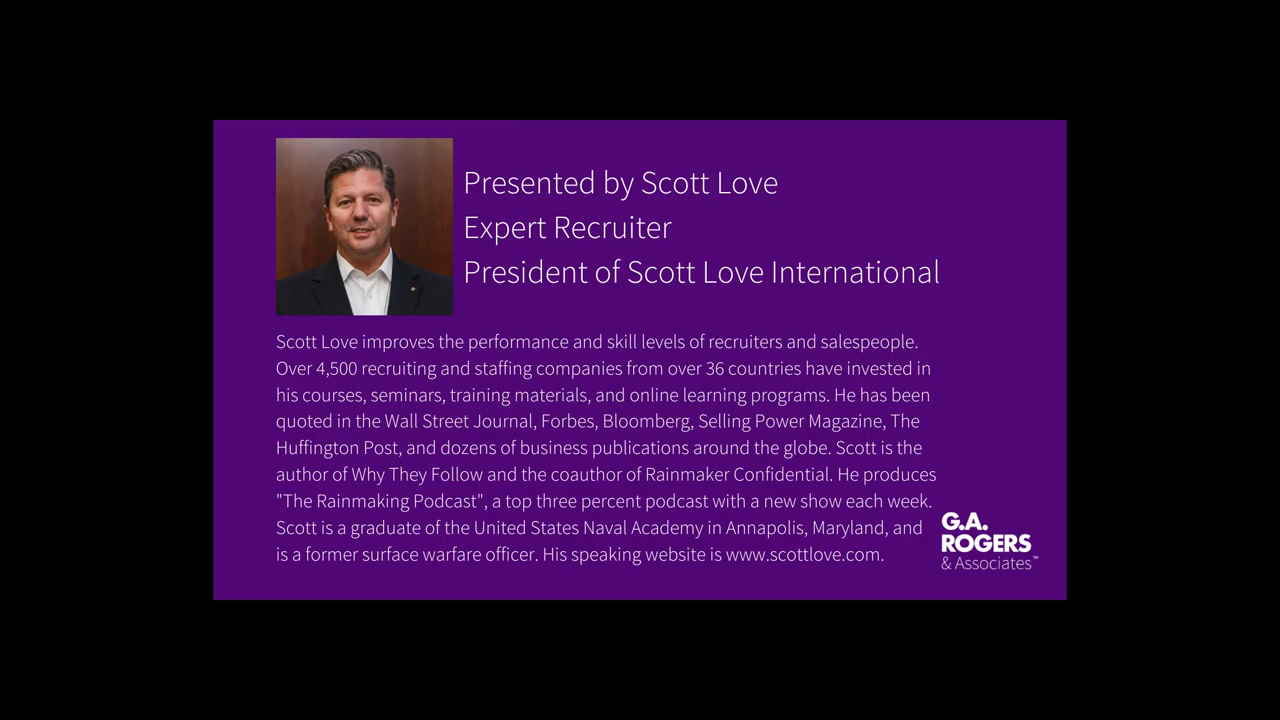 Presented by Scott Love
Expert Recruiter
President of Scott Love International
Scott Love improves the performance and skill levels of recruiters and salespeople.
Over 4,500 recruiting and staffing companies from over 36 countries have invested in
his courses, seminars, training materials, and online learning programs. He has been
quoted in the Wall Street Journal, Forbes, Bloomberg, Selling Power Magazine, The
Huffington Post, and dozens of business publications around the globe. Scott is the
author of Why They Follow and the coauthor of Rainmaker Confidential. He produces
"The Rainmaking Podcast", a top three percent podcast with a new show each week.
Scott is a graduate of the United States Naval Academy in Annapolis, Maryland, and
is a former surface warfare officer. His speaking website is www.scottlove.com.
G.A.
ROGERS
& Associates™